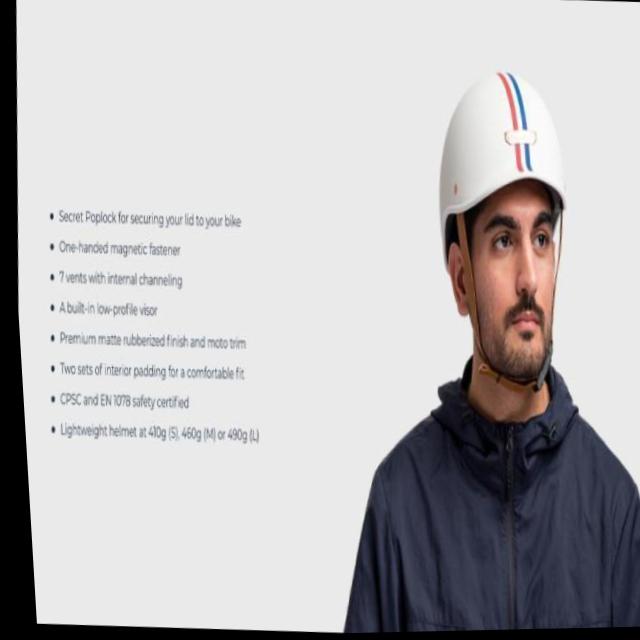 Secret Poplock for securing your lid to your bike
One-handed magnetic fastener
7 vents with internal channeling
A built-in low-profile visor
Premium matte rubberized finish and moto trim
Two sets of interior padding for a comfortable fit
CPSC and EN 1078 safety certified
Lightweight helmet at 410g (S), 460g (M) or 490g (L)